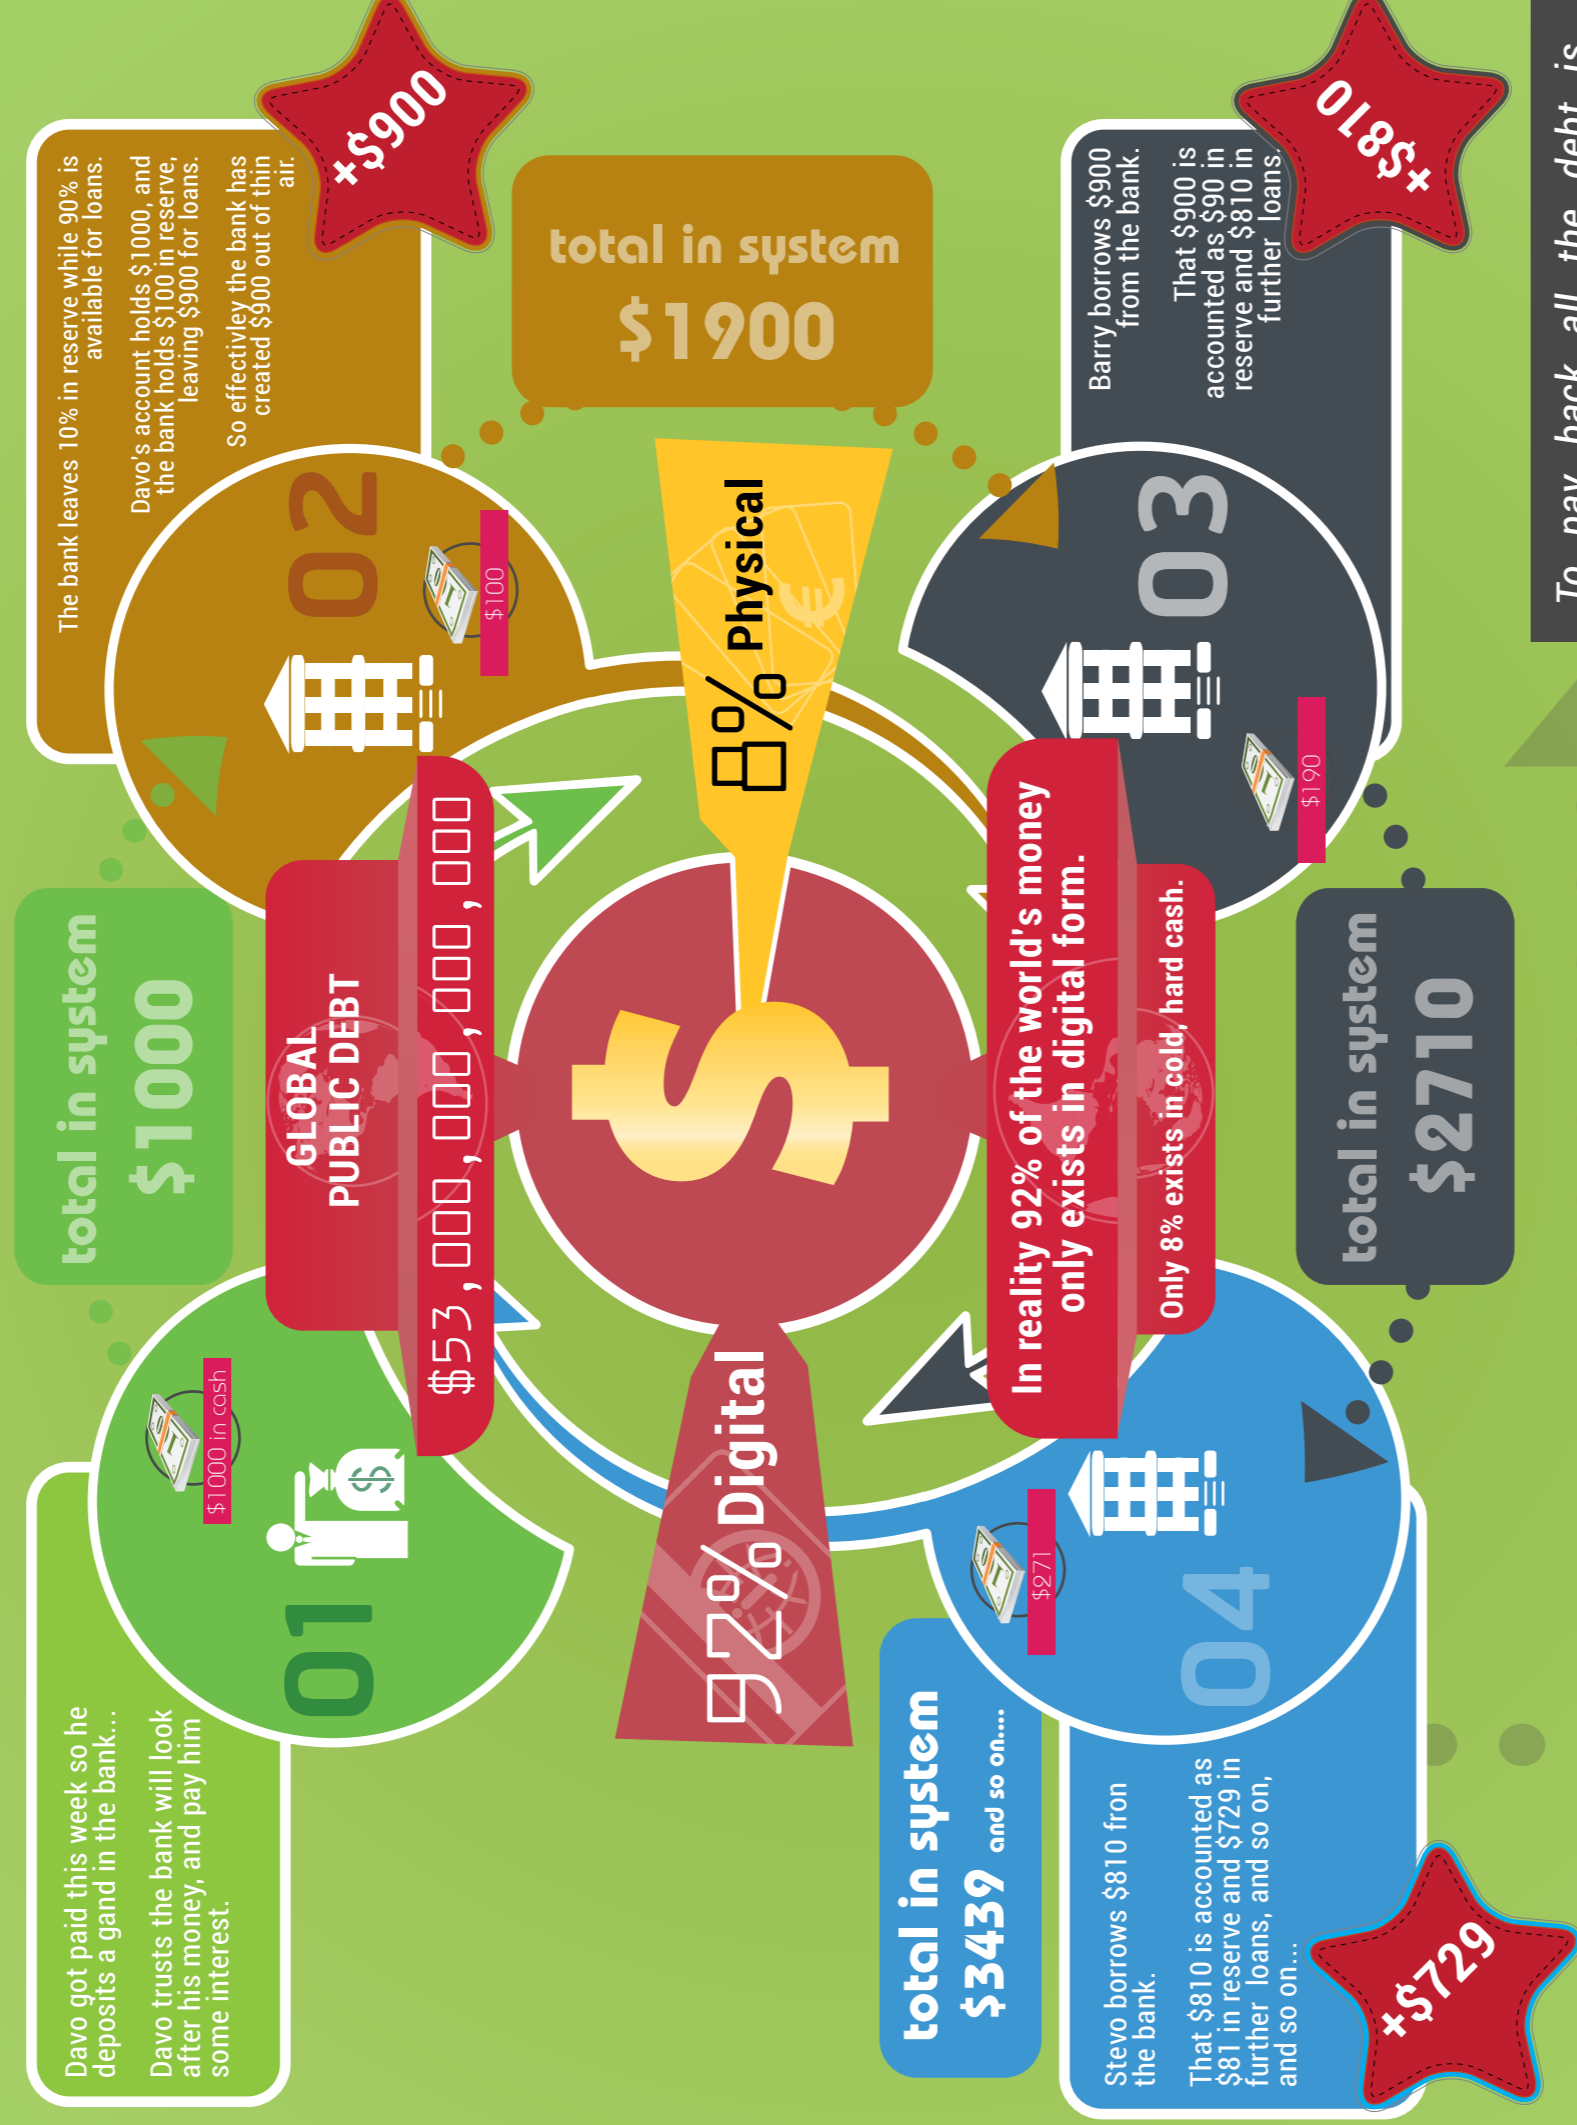 Davo got paid this week so he
deposits a gand in the bank...
Davo trusts the bank will look
after his money, and pay him
some interest.
01
$1000 in cash
total in system
$1000
The bank leaves 10% in reserve while 90% is
available for loans.
Davo's account holds $1000, and
the bank holds $100 in reserve,
leaving $900 for loans.
So effectivley the bank has
created $900 out of thin
air.
+$900
02
$100
GLOBAL
PUBLIC DEBT
$53,000,000,000,000
total in system
$1900
92% Digital
$
8% Physical
€
In reality 92% of the world's money
only exists in digital form.
Only 8% exists in cold, hard cash.
Barry borrows $900
from the bank.
That $900 is
accounted as $90 in
reserve and $810 in
further loans.
+$810
03
$190
total in system
$2710
total in system
$3439 and so on....
04
$271
Stevo borrows $810 fron
the bank.
That $810 is accounted as
$81 in reserve and $729 in
further loans, and so on,
and so on...
+$729
To pay back all the debt is